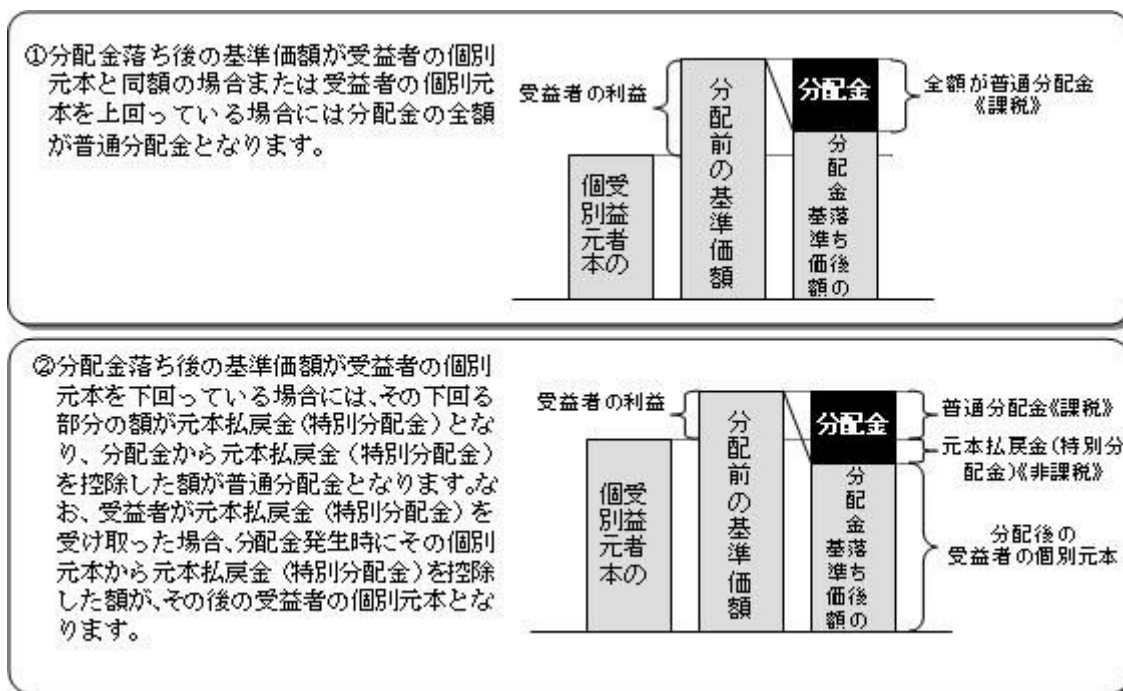 ①分配金落ち後の基準価額が受益者の個別
元本と同額の場合または受益者の個別元
本を上回っている場合には分配金の全額
が普通分配金となります。
受益者の利益
受益者の
個別元本
分配前の基準価額
分配金
分配金落ち後の
基準価額
全額が普通分配金
《課税》
②分配金落ち後の基準価額が受益者の個別
元本を下回っている場合には、その下回る
部分の額が元本払戻金(特別分配金)とな
り、分配金から元本払戻金(特別分配金)
を控除した額が普通分配金となります。な
お、受益者が元本払戻金(特別分配金)を
受け取った場合、分配金発生時にその個別
元本から元本払戻金(特別分配金)を控除
した額が、その後の受益者の個別元本とな
ります。
受益者の利益
受益者の
個別元本
分配前の基準価額
分配金
分配金落ち後の
基準価額
普通分配金《課税》
元本払戻金(特別分
配金)《非課税》
分配後の
受益者の個別元本